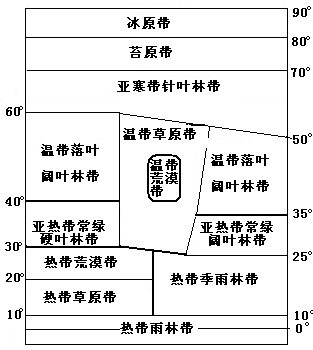 90°
冰原带
80°
苔原带
70°
亚寒带针叶林带
60°
温带草原带
50°
温带落叶
阔叶林带
温带
荒漠
带
温带落叶
阔叶林带
40°
35°
亚热带常绿
硬叶林带
亚热带常绿
阔叶林带
30°
25°
热带荒漠带
20°
热带季雨林带
热带草原带
10°
10°
热带雨林带
0°